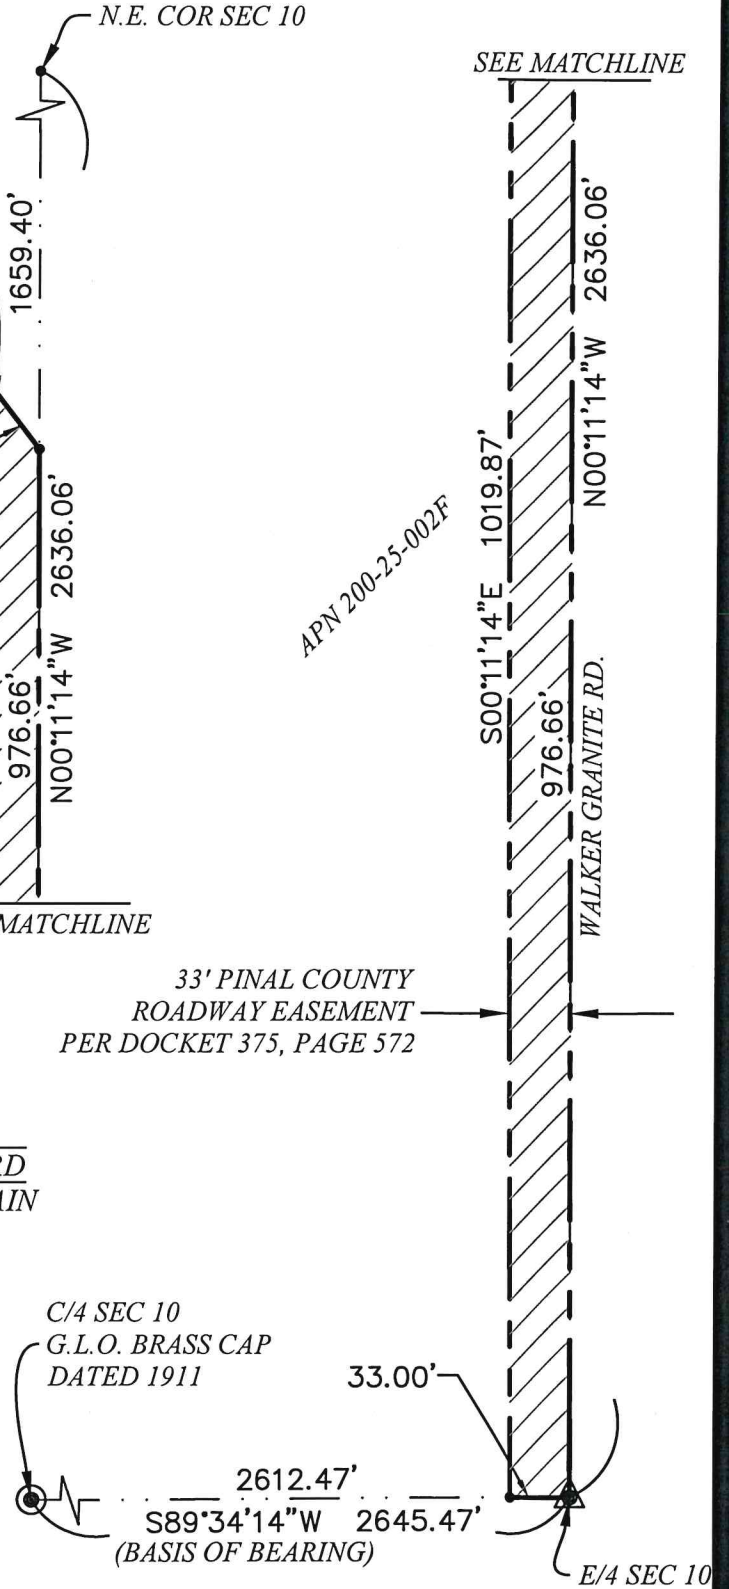 N.E. COR SEC 10
SEE MATCHLINE
1659.40'
N00°11'14"W 2636.06'
976.66'
MATCHLINE
APN 200-25-002F
S00°11'14"E 1019.87'
N00°11'14"W 2636.06'
976.66'
WALKER GRANITE RD.
33' PINAL COUNTY
ROADWAY EASEMENT
PER DOCKET 375, PAGE 572
C/4 SEC 10
G.L.O. BRASS CAP
DATED 1911
33.00'
2612.47'
S89°34'14"W 2645.47'
(BASIS OF BEARING)
E/4 SEC 10